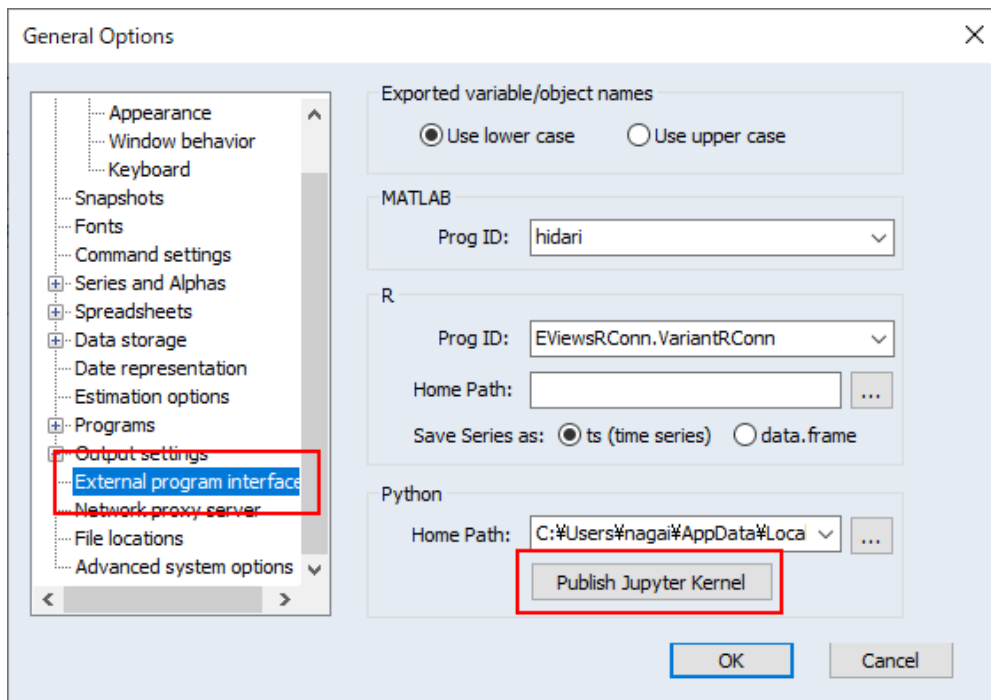 General Options
Appearance
Window behavior
Keyboard
Snapshots
Fonts
Command settings
Series and Alphas
Spreadsheets
Data storage
Date representation
Estimation options
Programs
Output settings
External program interface
Network proxy server
File locations
Advanced system options
Exported variable/object names
Use lower case Use upper case
MATLAB
Prog ID: hidari
R
Prog ID: EViewsRConn.VariantRConn
Home Path: ...
Save Series as: ts (time series) data.frame
Python
Home Path: C:¥Users¥nagai¥AppData¥Local ...
Publish Jupyter Kernel
OK Cancel